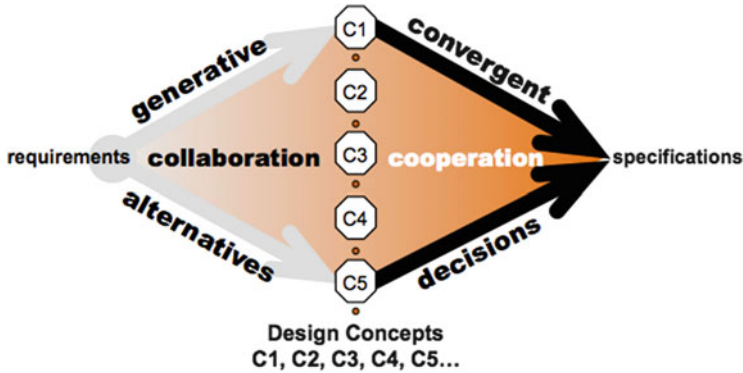 C1
generative
convergent
C2
requirements
collaboration
C3
cooperation
specifications
C4
alternatives
decisions
C5
Design Concepts
C1, C2, C3, C4, C5...